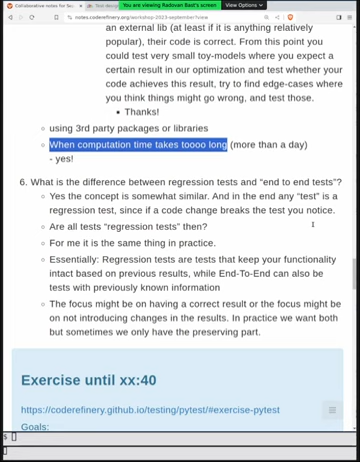 Collaborative notes for Co
You are viewing Radovan Bast's screen
View Options
notes.coderefinery.org/workshop-2023-september?view
an external lib (at least if it is anything relatively
popular), their code is correct. From this point you
could test very small toy-models where you expect a
certain result in our optimization and test whether your
code achieves this result, try to find edge-cases where
you think things might go wrong, and test those.
• Thanks!
using 3rd party packages or libraries
When computation time takes toooo long (more than a day)
- yes!
6. What is the difference between regression tests and “end to end tests”?
Yes the concept is somewhat similar. And in the end any “test” is a
regression test, since if a code change breaks the test you notice.
Are all tests “regression tests” then?
For me it is the same thing in practice.
Essentially: Regression tests are tests that keep your functionality
intact based on previous results, while End-To-End can also be
tests with previously known information
The focus might be on having a correct result or the focus might be
on not introducing changes in the results. In practice we want both
but sometimes we only have the preserving part.
Exercise until xx:40
https://coderefinery.github.io/testing/pytest/#exercise-pytest
Goals: